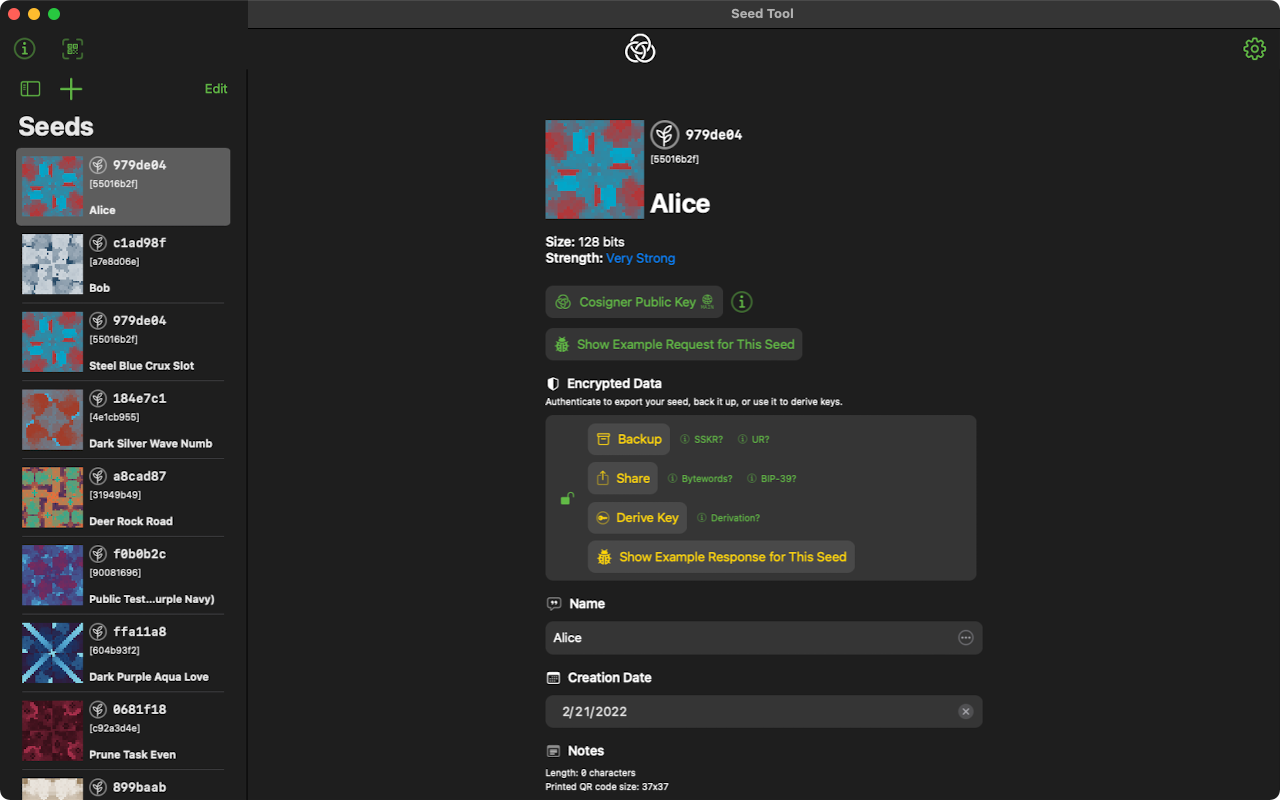 Seed Tool
Edit
Seeds
979de04
[55016b2f]
Alice
c1ad98f
[a7e8d06e]
Bob
979de04
[55016b2f]
Steel Blue Crux Slot
184e7c1
[4e1cb955]
Dark Silver Wave Numb
a8cad87
[31949b49]
Deer Rock Road
f0b0b2c
[90081696]
Public Test...urple Navy)
ffa11a8
[604b93f2]
Dark Purple Aqua Love
0681f18
[c92a3d4e]
Prune Task Even
899baab
979de04
[55016b2f]
Alice
Size: 128 bits
Strength: Very Strong
Cosigner Public Key
Show Example Request for This Seed
Encrypted Data
Authenticate to export your seed, back it up, or use it to derive keys.
Backup SSKR? UR?
Share Bytewords? BIP-39?
Derive Key Derivation?
Show Example Response for This Seed
Name
Alice
Creation Date
2/21/2022
Notes
Length: 0 characters
Printed QR code size: 37x37